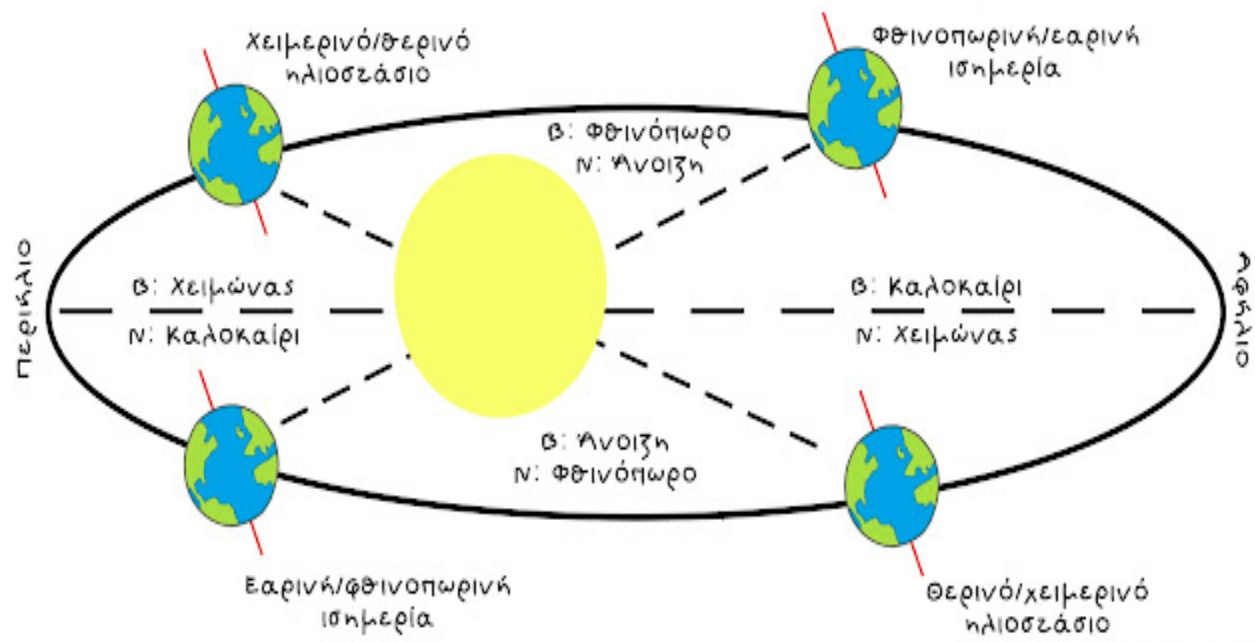 Χειμερινό/θερινό
ηλιοστάσιο
Φθινοπωρινή/εαρινή
ισημερία
Β: Φθινόπωρο
Ν: Άνοιξη
Περιήλιο
Β: Χειμώνας
Ν: Καλοκαίρι
Β: Καλοκαίρι
Ν: Χειμώνας
Αφήλιο
Β: Άνοιξη
Ν: Φθινόπωρο
Εαρινή/φθινοπωρινή
ισημερία
Θερινό/χειμερινό
ηλιοστάσιο